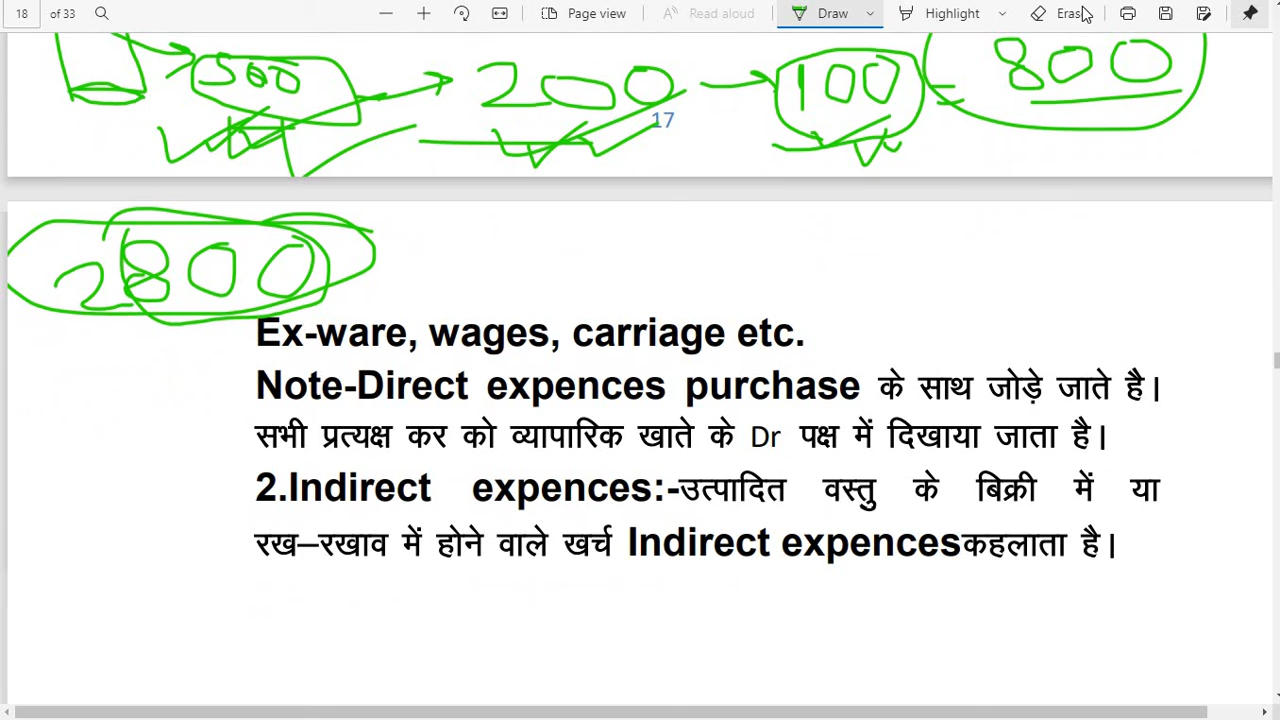 18 of 33 Page view Read aloud Draw Highlight Eras
500 200 100 = 800
17
2800
Ex-ware, wages, carriage etc.
Note-Direct expences purchase के साथ जोड़े जाते है।
सभी प्रत्यक्ष कर को व्यापारिक खाते के Dr पक्ष में दिखाया जाता है।
2.Indirect expences:-उत्पादित वस्तु के बिक्री में या
रख–रखाव में होने वाले खर्च Indirect expencesकहलाता है।